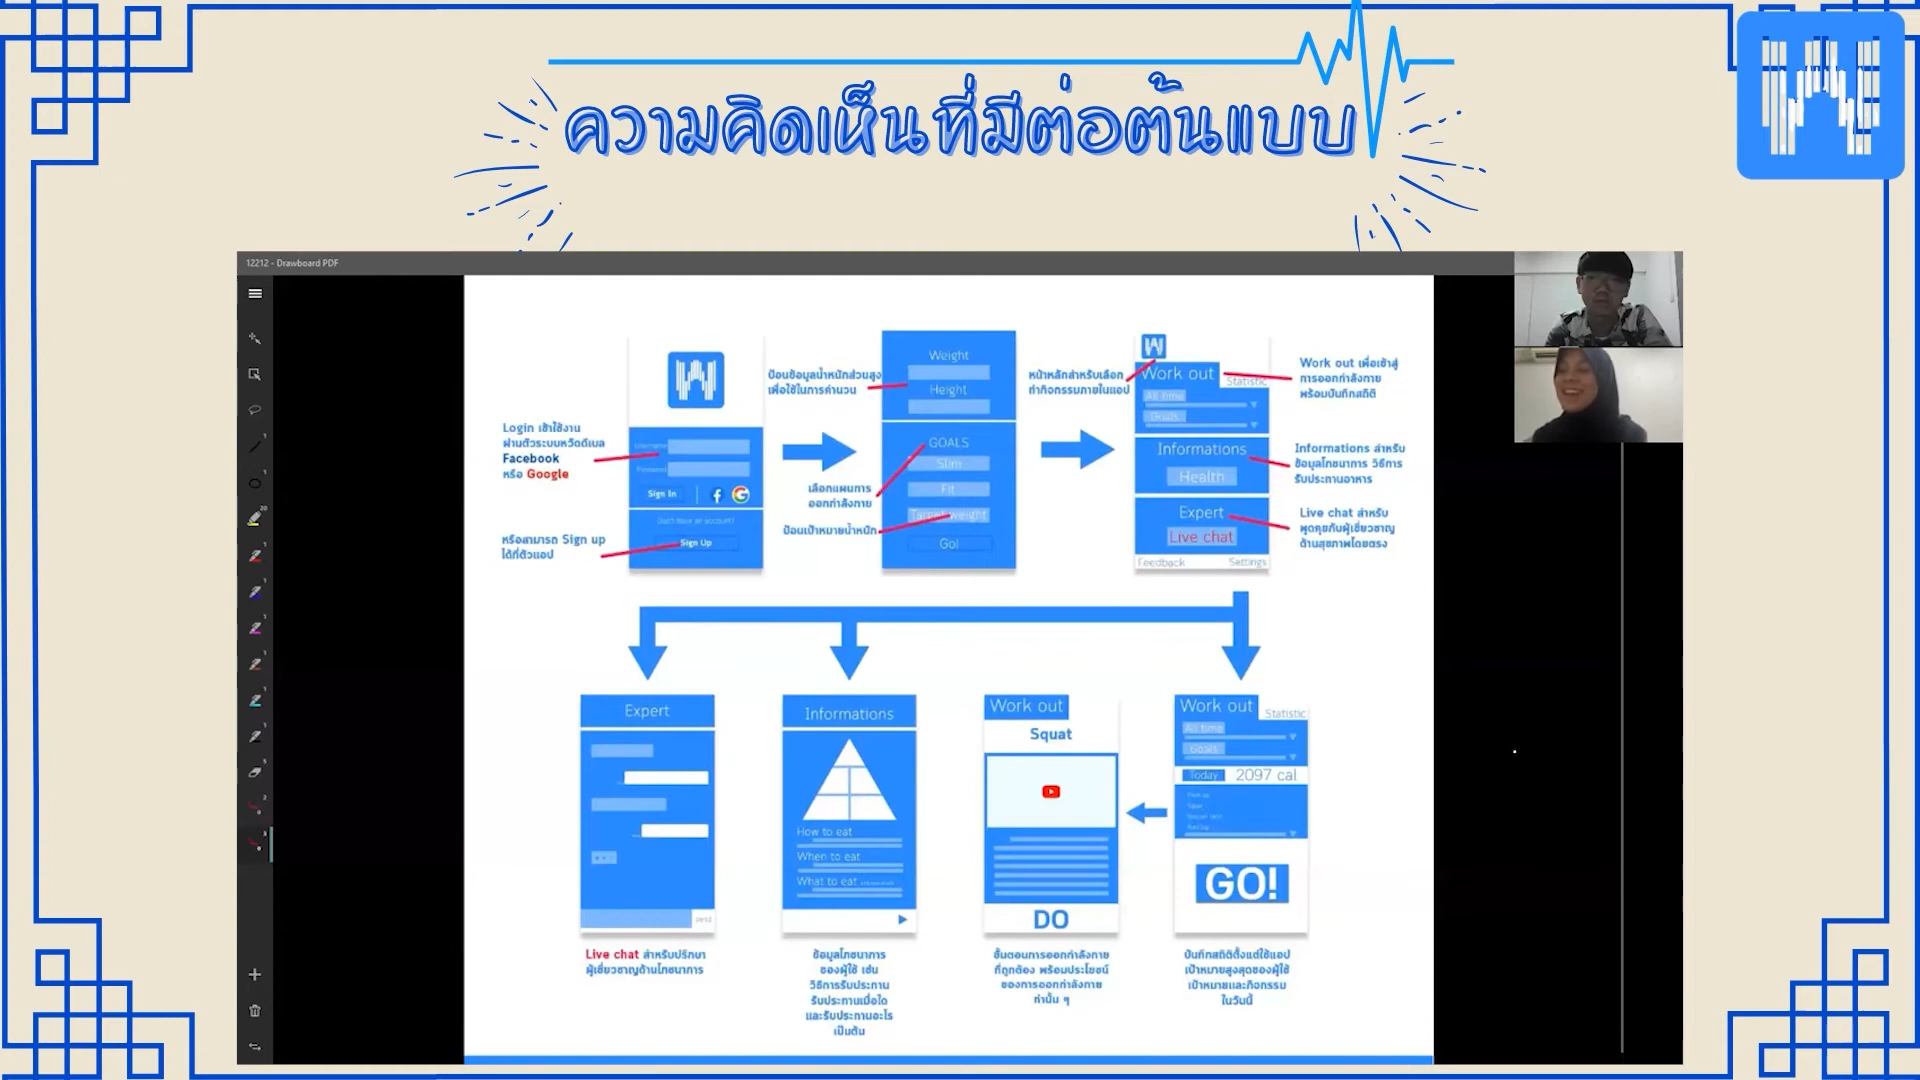 ความคิดเห็นที่มีต่อต้นแบบ
12212 - Drawboard PDF
Login เข้าใช้งาน
ผ่านตัวระบบหวัดดีเบล
Facebook
หรือ Google
หรือสามารถ Sign up
ได้ที่ตัวแอป
Username
Password
Sign In
Don't have an account?
Sign Up
ป้อนข้อมูลน้ำหนักส่วนสูง
เพื่อใช้ในการคำนวน
Weight
Height
GOALS
Slim
Fit
Target weight
Go!
เลือกแผนการ
ออกกำลังกาย
ป้อนเป้าหมายน้ำหนัก
หน้าหลักสำหรับเลือก
ทำกิจกรรมภายในแอป
W
Work out
Statistic
All time
Goals
Informations
Health
Expert
Live chat
Feedback
Settings
Work out เพื่อเข้าสู่
การออกกำลังกาย
พร้อมบันทึกสถิติ
Informations สำหรับ
ข้อมูลโภชนาการ วิธีการ
รับประทานอาหาร
Live chat สำหรับ
พูดคุยกับผู้เชี่ยวชาญ
ด้านสุขภาพโดยตรง
Expert
send
Live chat สำหรับปรึกษา
ผู้เชี่ยวชาญด้านโภชนาการ
Informations
How to eat
When to eat
What to eat
ข้อมูลโภชนาการ
ของผู้ใช้ เช่น
วิธีการรับประทาน
รับประทานเมื่อใด
และรับประทานอะไร
เป็นต้น
Work out
Squat
DO
ขั้นตอนการออกกำลังกาย
ที่ถูกต้อง พร้อมประโยชน์
ของการออกกำลังกาย
ท่านั้น ๆ
Work out
Statistic
All time
Goals
Today
2097 cal
GO!
บันทึกสถิติตั้งแต่ใช้แอป
เป้าหมายสูงสุดของผู้ใช้
เป้าหมายและกิจกรรม
ในวันนี้